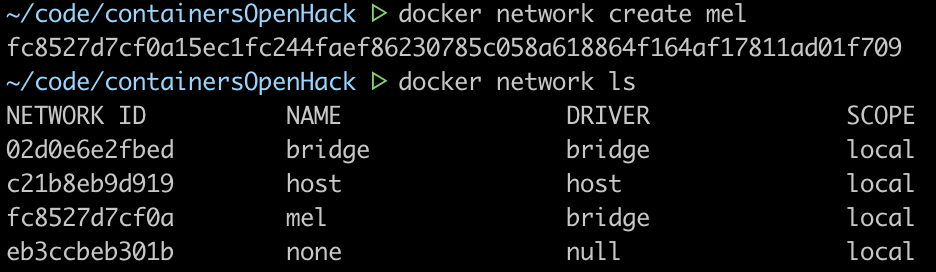 ~/code/containersOpenHack ▷ docker network create mel
fc8527d7cf0a15ec1fc244faef86230785c058a618864f164af17811ad01f709
~/code/containersOpenHack ▷ docker network ls
NETWORK ID NAME DRIVER SCOPE
02d0e6e2fbed bridge bridge local
c21b8eb9d919 host host local
fc8527d7cf0a mel bridge local
eb3ccbeb301b none null local